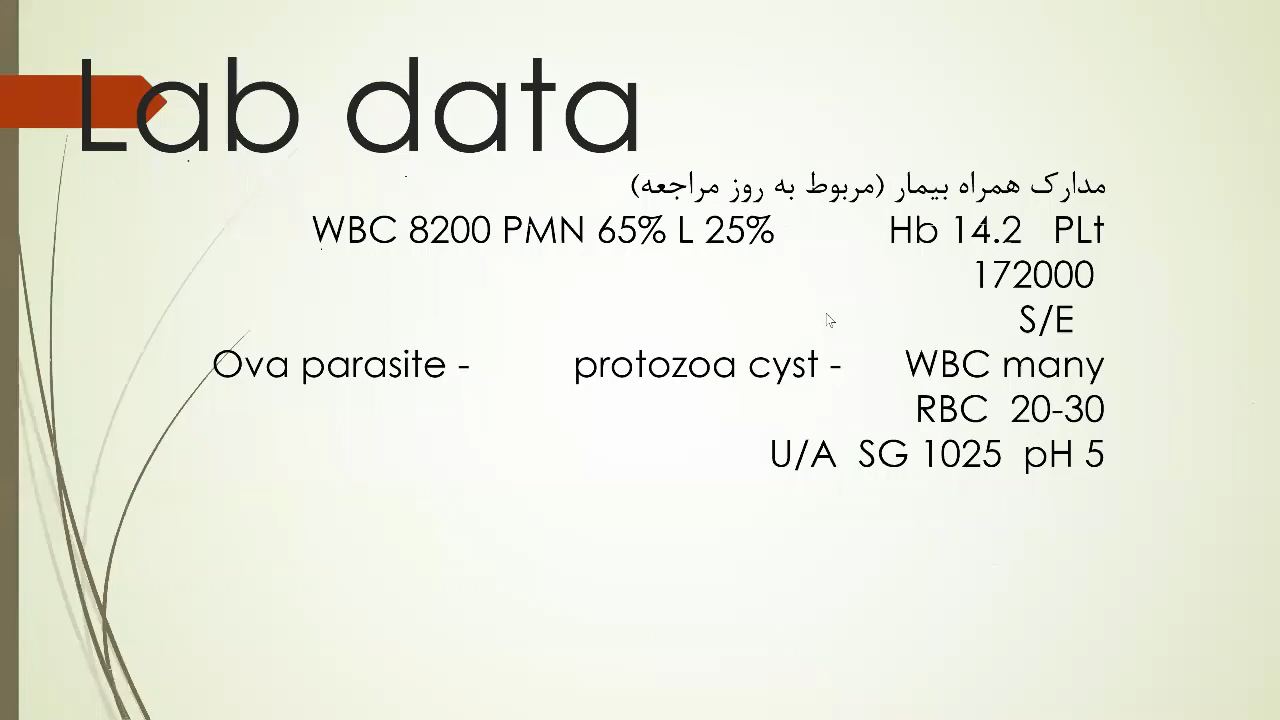 Lab data
مدارک همراه بیمار (مربوط به روز مراجعه)
WBC 8200 PMN 65% L 25% Hb 14.2 PLt
172000
S/E
Ova parasite - protozoa cyst - WBC many
RBC 20-30
U/A SG 1025 pH 5